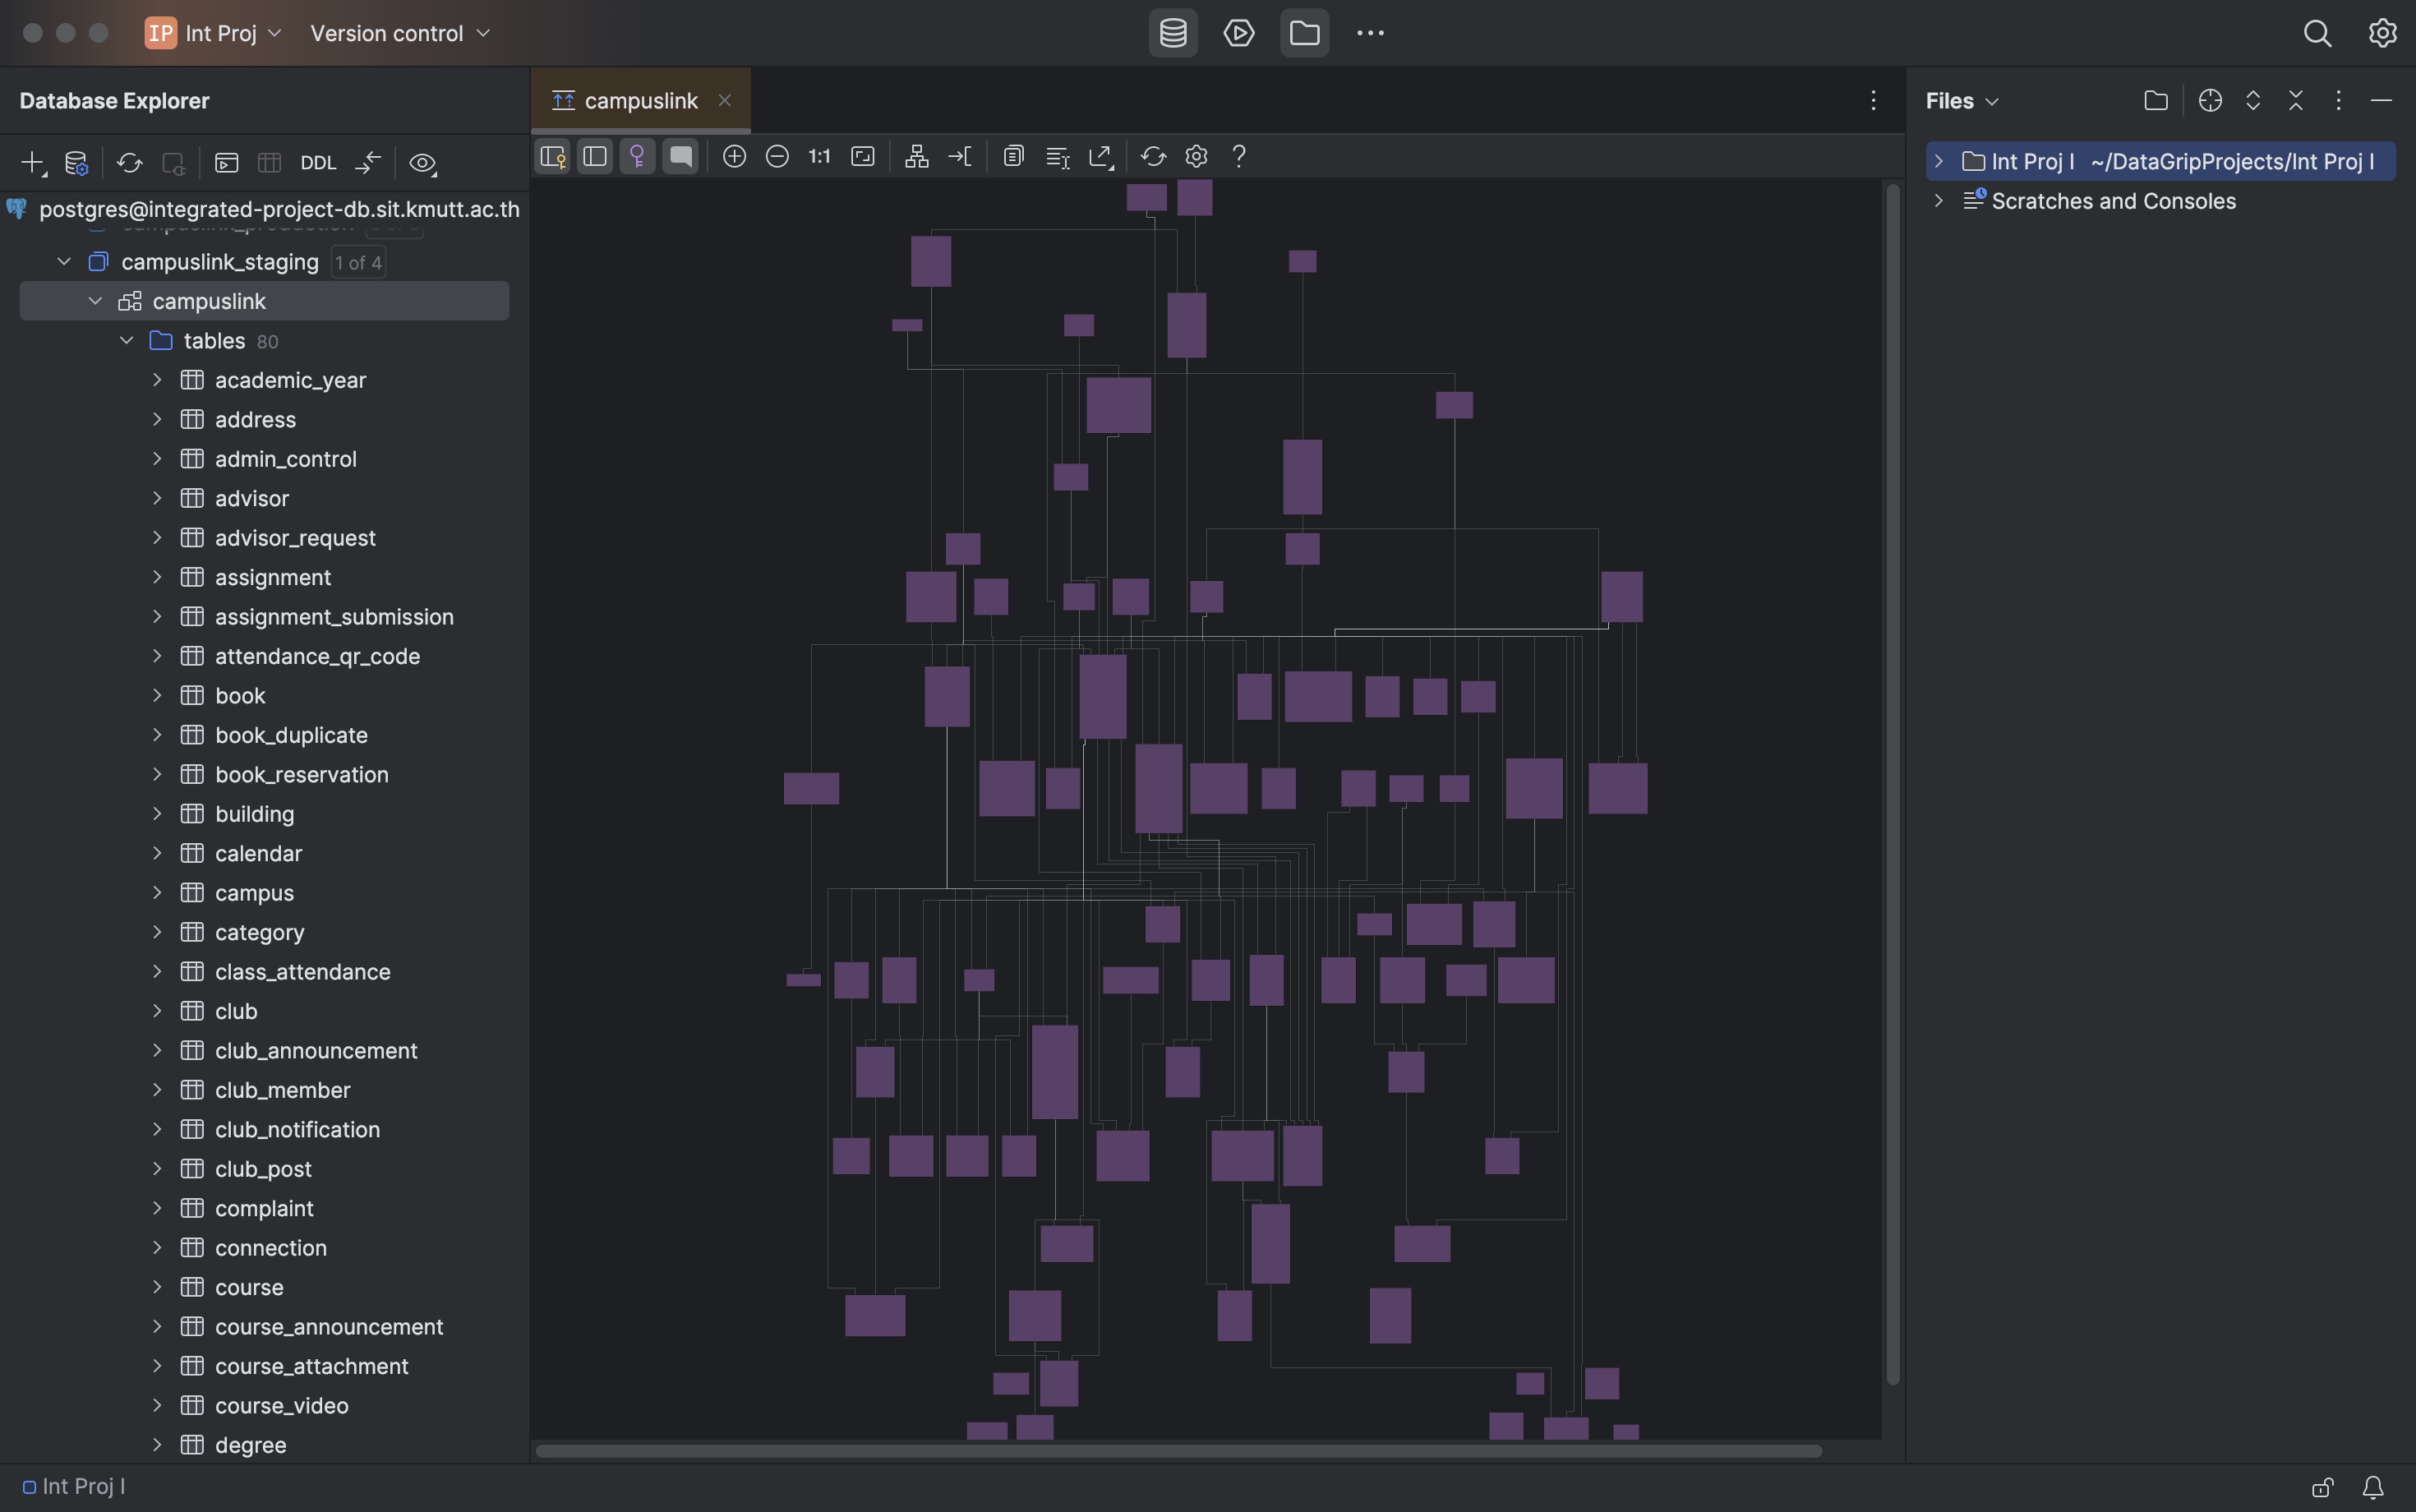 IP Int Proj Version control
Database Explorer
campuslink
Files
DDL
1:1
?
Int Proj I ~/DataGripProjects/Int Proj I
Scratches and Consoles
postgres@integrated-project-db.sit.kmutt.ac.th
campuslink_staging 1 of 4
campuslink
tables 80
academic_year
address
admin_control
advisor
advisor_request
assignment
assignment_submission
attendance_qr_code
book
book_duplicate
book_reservation
building
calendar
campus
category
class_attendance
club
club_announcement
club_member
club_notification
club_post
complaint
connection
course
course_announcement
course_attachment
course_video
degree
Int Proj I